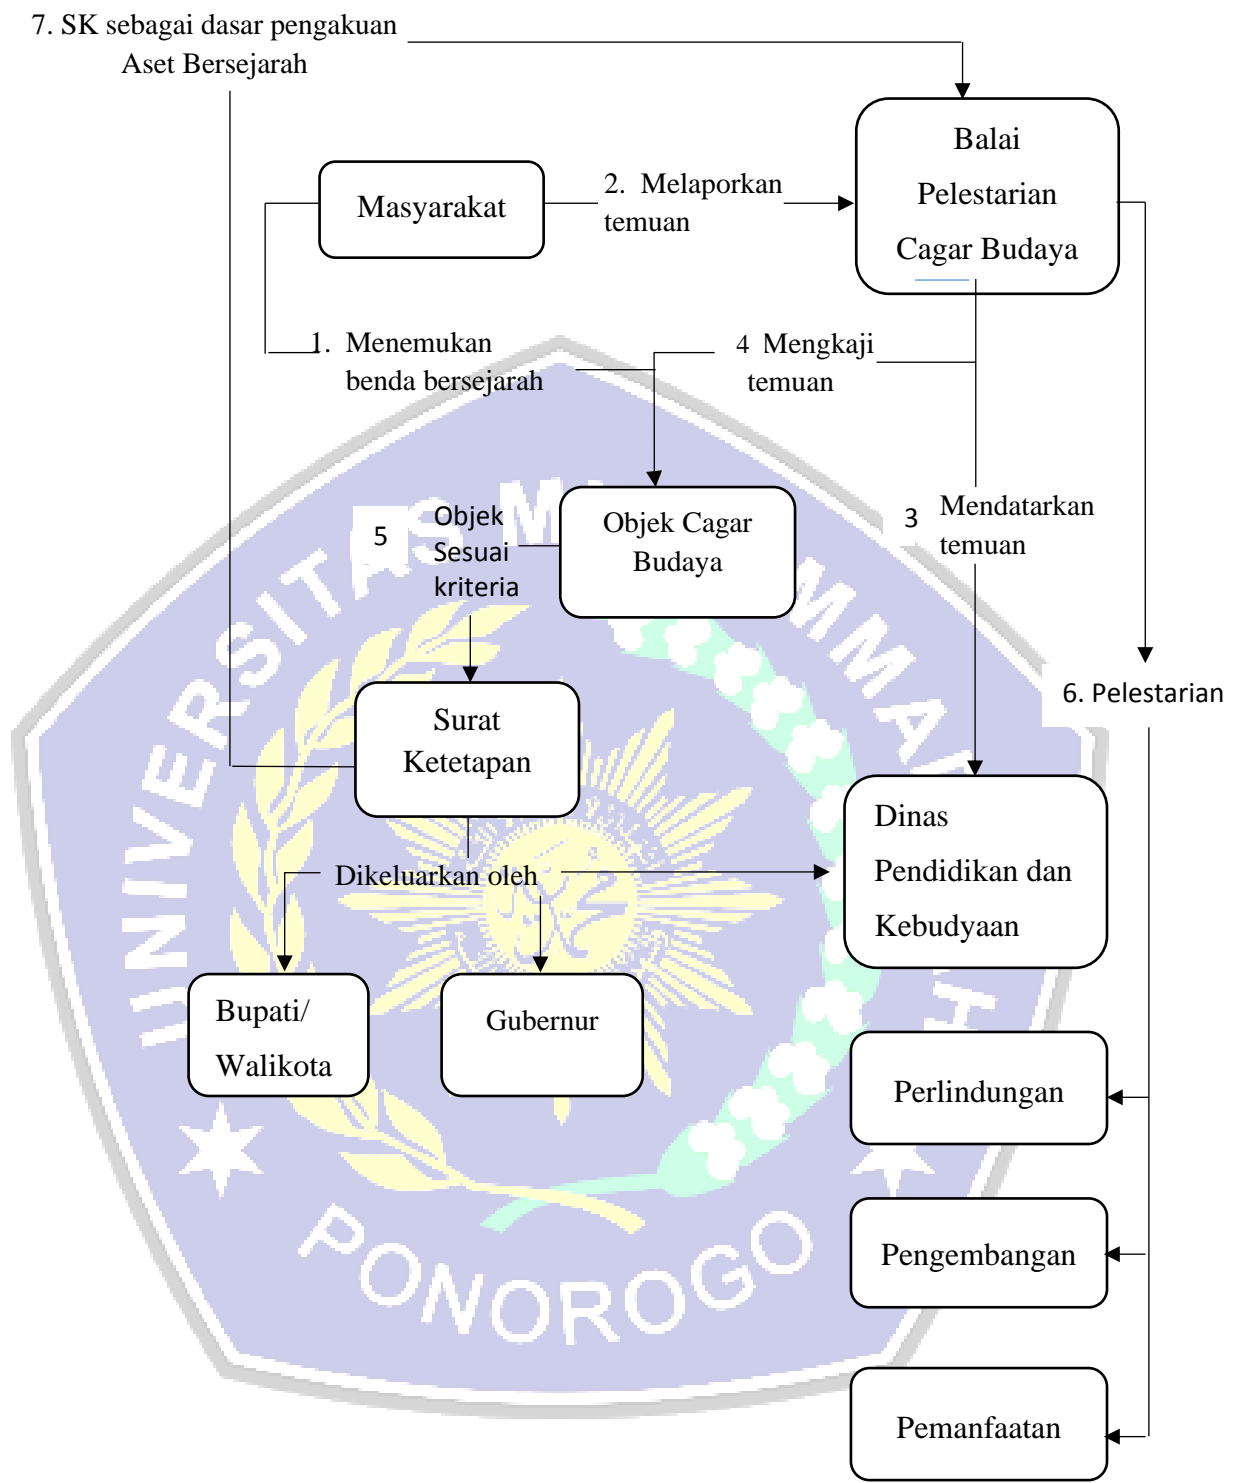 7. SK sebagai dasar pengakuan
Aset Bersejarah
Balai
Pelestarian
Cagar Budaya
Masyarakat
2. Melaporkan
temuan
1. Menemukan
benda bersejarah
4 Mengkaji
temuan
Objek Cagar
Budaya
5
Objek
Sesuai
kriteria
3
Mendatarkan
temuan
6. Pelestarian
Surat
Ketetapan
Dikeluarkan oleh
Dinas
Pendidikan dan
Kebudyaan
Bupati/
Walikota
Gubernur
Perlindungan
Pengembangan
Pemanfaatan
UNIVERSITAS
PONOROGO